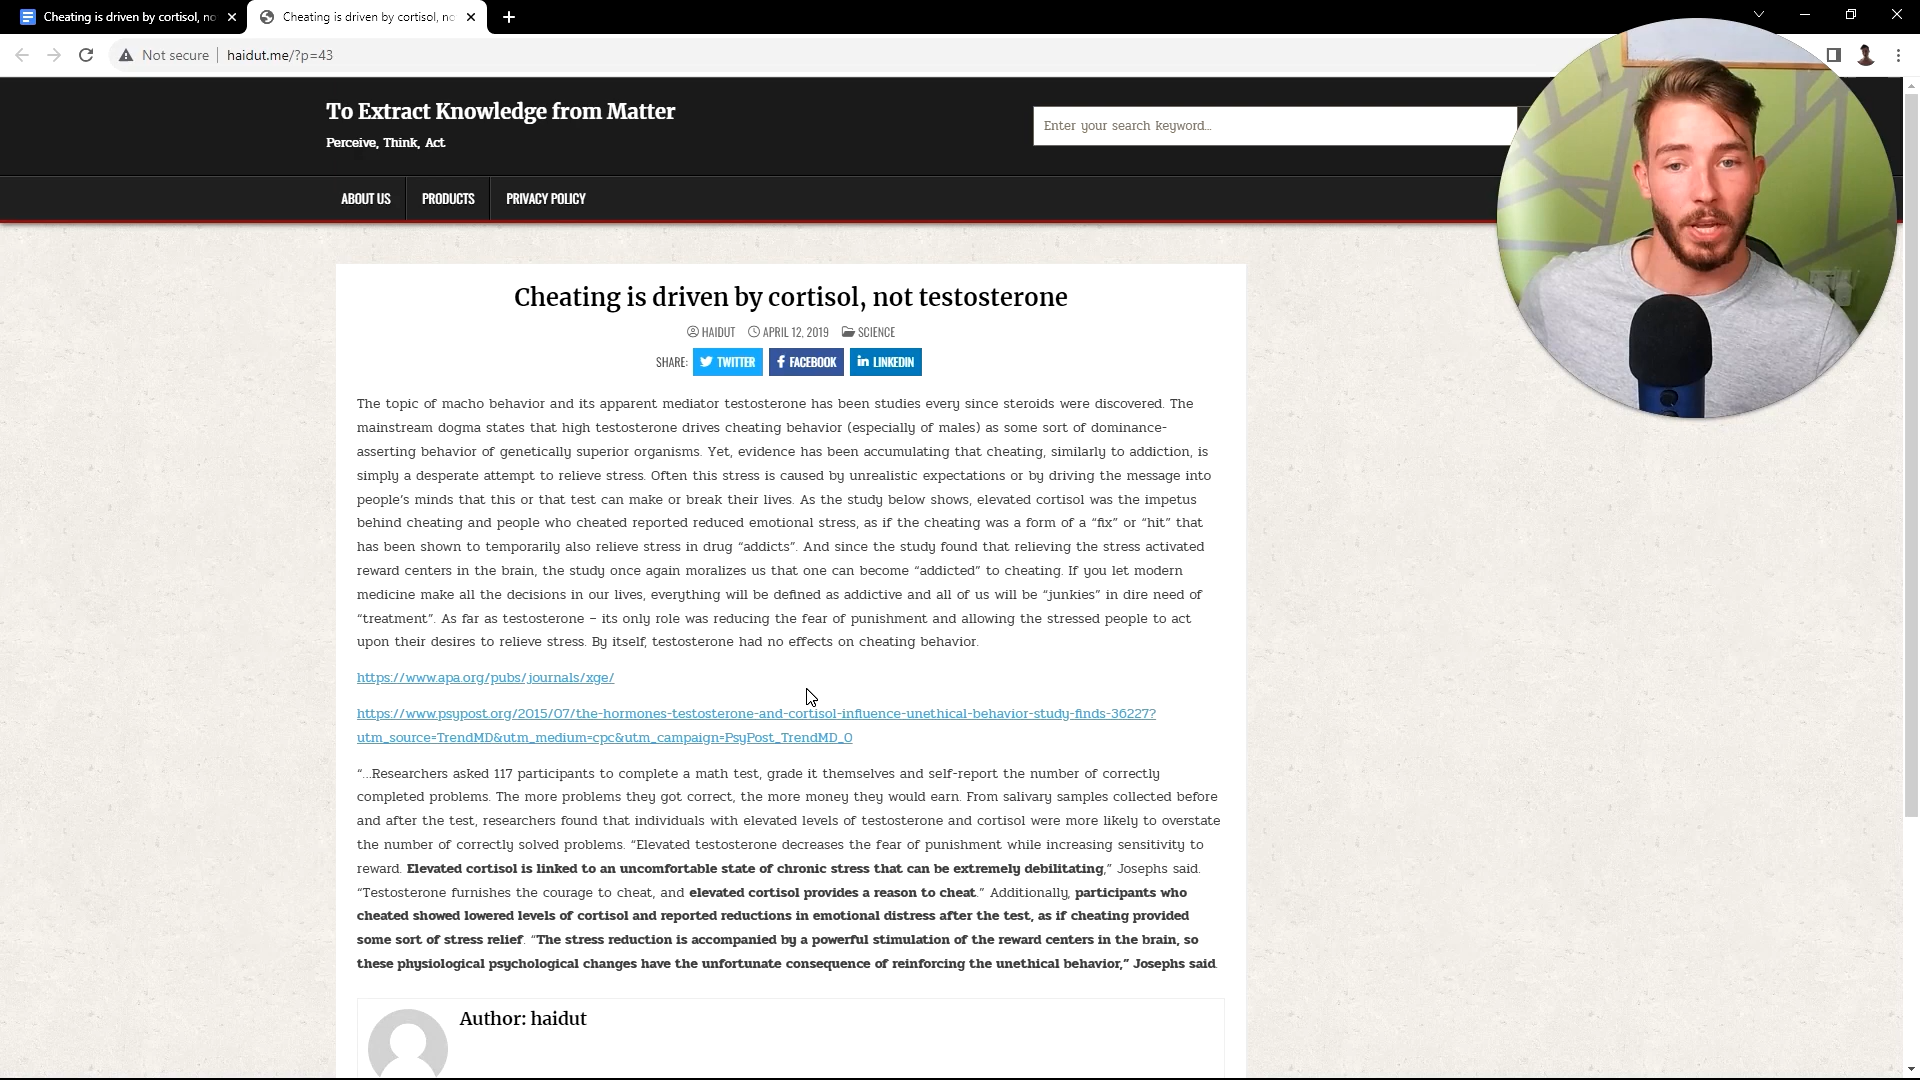 Cheating is driven by cortisol, no
Cheating is driven by cortisol, no
Not secure
haidut.me/?p=43
To Extract Knowledge from Matter
Perceive, Think, Act
Enter your search keyword...
ABOUT US
PRODUCTS
PRIVACY POLICY
Cheating is driven by cortisol, not testosterone
HAIDUT APRIL 12, 2019 SCIENCE
SHARE: TWITTER FACEBOOK LINKEDIN
The topic of macho behavior and its apparent mediator testosterone has been studies every since steroids were discovered. The
mainstream dogma states that high testosterone drives cheating behavior (especially of males) as some sort of dominance-
asserting behavior of genetically superior organisms. Yet, evidence has been accumulating that cheating, similarly to addiction, is
simply a desperate attempt to relieve stress. Often this stress is caused by unrealistic expectations or by driving the message into
people's minds that this or that test can make or break their lives. As the study below shows, elevated cortisol was the impetus
behind cheating and people who cheated reported reduced emotional stress, as if the cheating was a form of a “fix” or “hit” that
has been shown to temporarily also relieve stress in drug “addicts”. And since the study found that relieving the stress activated
reward centers in the brain, the study once again moralizes us that one can become “addicted” to cheating. If you let modern
medicine make all the decisions in our lives, everything will be defined as addictive and all of us will be “junkies” in dire need of
“treatment”. As far as testosterone – its only role was reducing the fear of punishment and allowing the stressed people to act
upon their desires to relieve stress. By itself, testosterone had no effects on cheating behavior.
https://www.apa.org/pubs/journals/xge/
https://www.psypost.org/2015/07/the-hormones-testosterone-and-cortisol-influence-unethical-behavior-study-finds-36227?
utm_source=TrendMD&utm_medium=cpc&utm_campaign=PsyPost_TrendMD_0
“…Researchers asked 117 participants to complete a math test, grade it themselves and self-report the number of correctly
completed problems. The more problems they got correct, the more money they would earn. From salivary samples collected before
and after the test, researchers found that individuals with elevated levels of testosterone and cortisol were more likely to overstate
the number of correctly solved problems. “Elevated testosterone decreases the fear of punishment while increasing sensitivity to
reward. Elevated cortisol is linked to an uncomfortable state of chronic stress that can be extremely debilitating,” Josephs said.
“Testosterone furnishes the courage to cheat, and elevated cortisol provides a reason to cheat.” Additionally, participants who
cheated showed lowered levels of cortisol and reported reductions in emotional distress after the test, as if cheating provided
some sort of stress relief. “The stress reduction is accompanied by a powerful stimulation of the reward centers in the brain, so
these physiological psychological changes have the unfortunate consequence of reinforcing the unethical behavior,” Josephs said.
Author: haidut